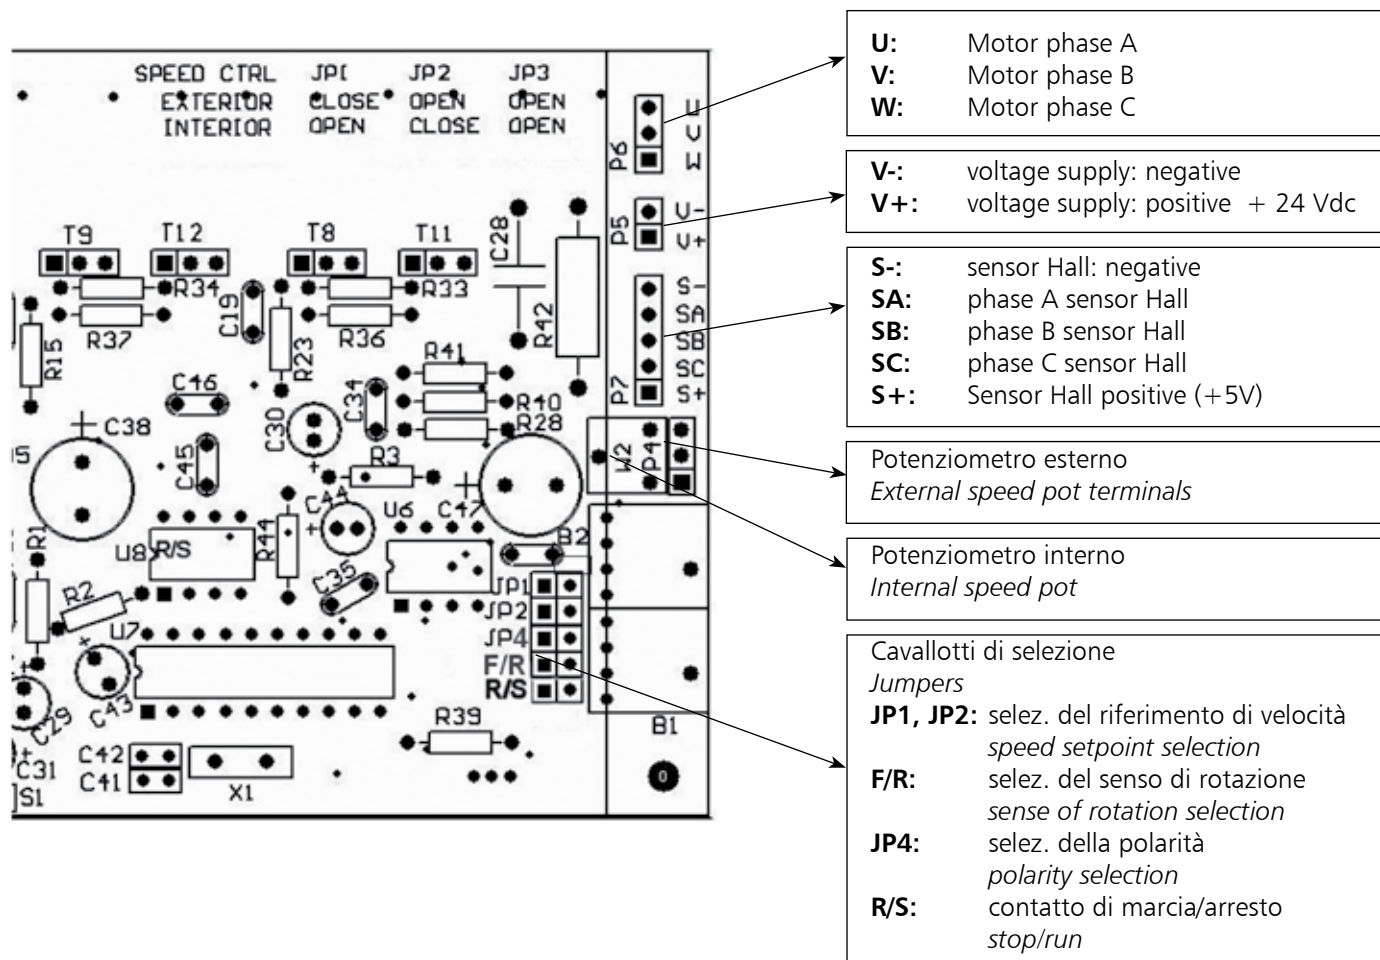 SPEED CTRL JP1 JP2 JP3
EXTERIOR CLOSE OPEN OPEN
INTERIOR OPEN CLOSE OPEN
U
V
W
P6
V-
V+
P5
S-
SA
SB
SC
S+
P7
T9
T12
T8
T11
C28
R34
R33
R37
C19
R36
R42
R15
R23
R41
C46
C34
R40
C30
R28
C38
W2
P4
C45
R3
C44
U6
C47
R1
U8
R/S
R44
B2
C35
R2
U7
JP1
JP2
JP4
F/R
R/S
C43
C29
R39
B1
C42
C31
C41
S1
X1
U: Motor phase A
V: Motor phase B
W: Motor phase C
V-: voltage supply: negative
V+: voltage supply: positive + 24 Vdc
S-: sensor Hall: negative
SA: phase A sensor Hall
SB: phase B sensor Hall
SC: phase C sensor Hall
S+: Sensor Hall positive (+5V)
Potenziometro esterno
External speed pot terminals
Potenziometro interno
Internal speed pot
Cavallotti di selezione
Jumpers
JP1, JP2: selez. del riferimento di velocità
speed setpoint selection
F/R: selez. del senso di rotazione
sense of rotation selection
JP4: selez. della polarità
polarity selection
R/S: contatto di marcia/arresto
stop/run